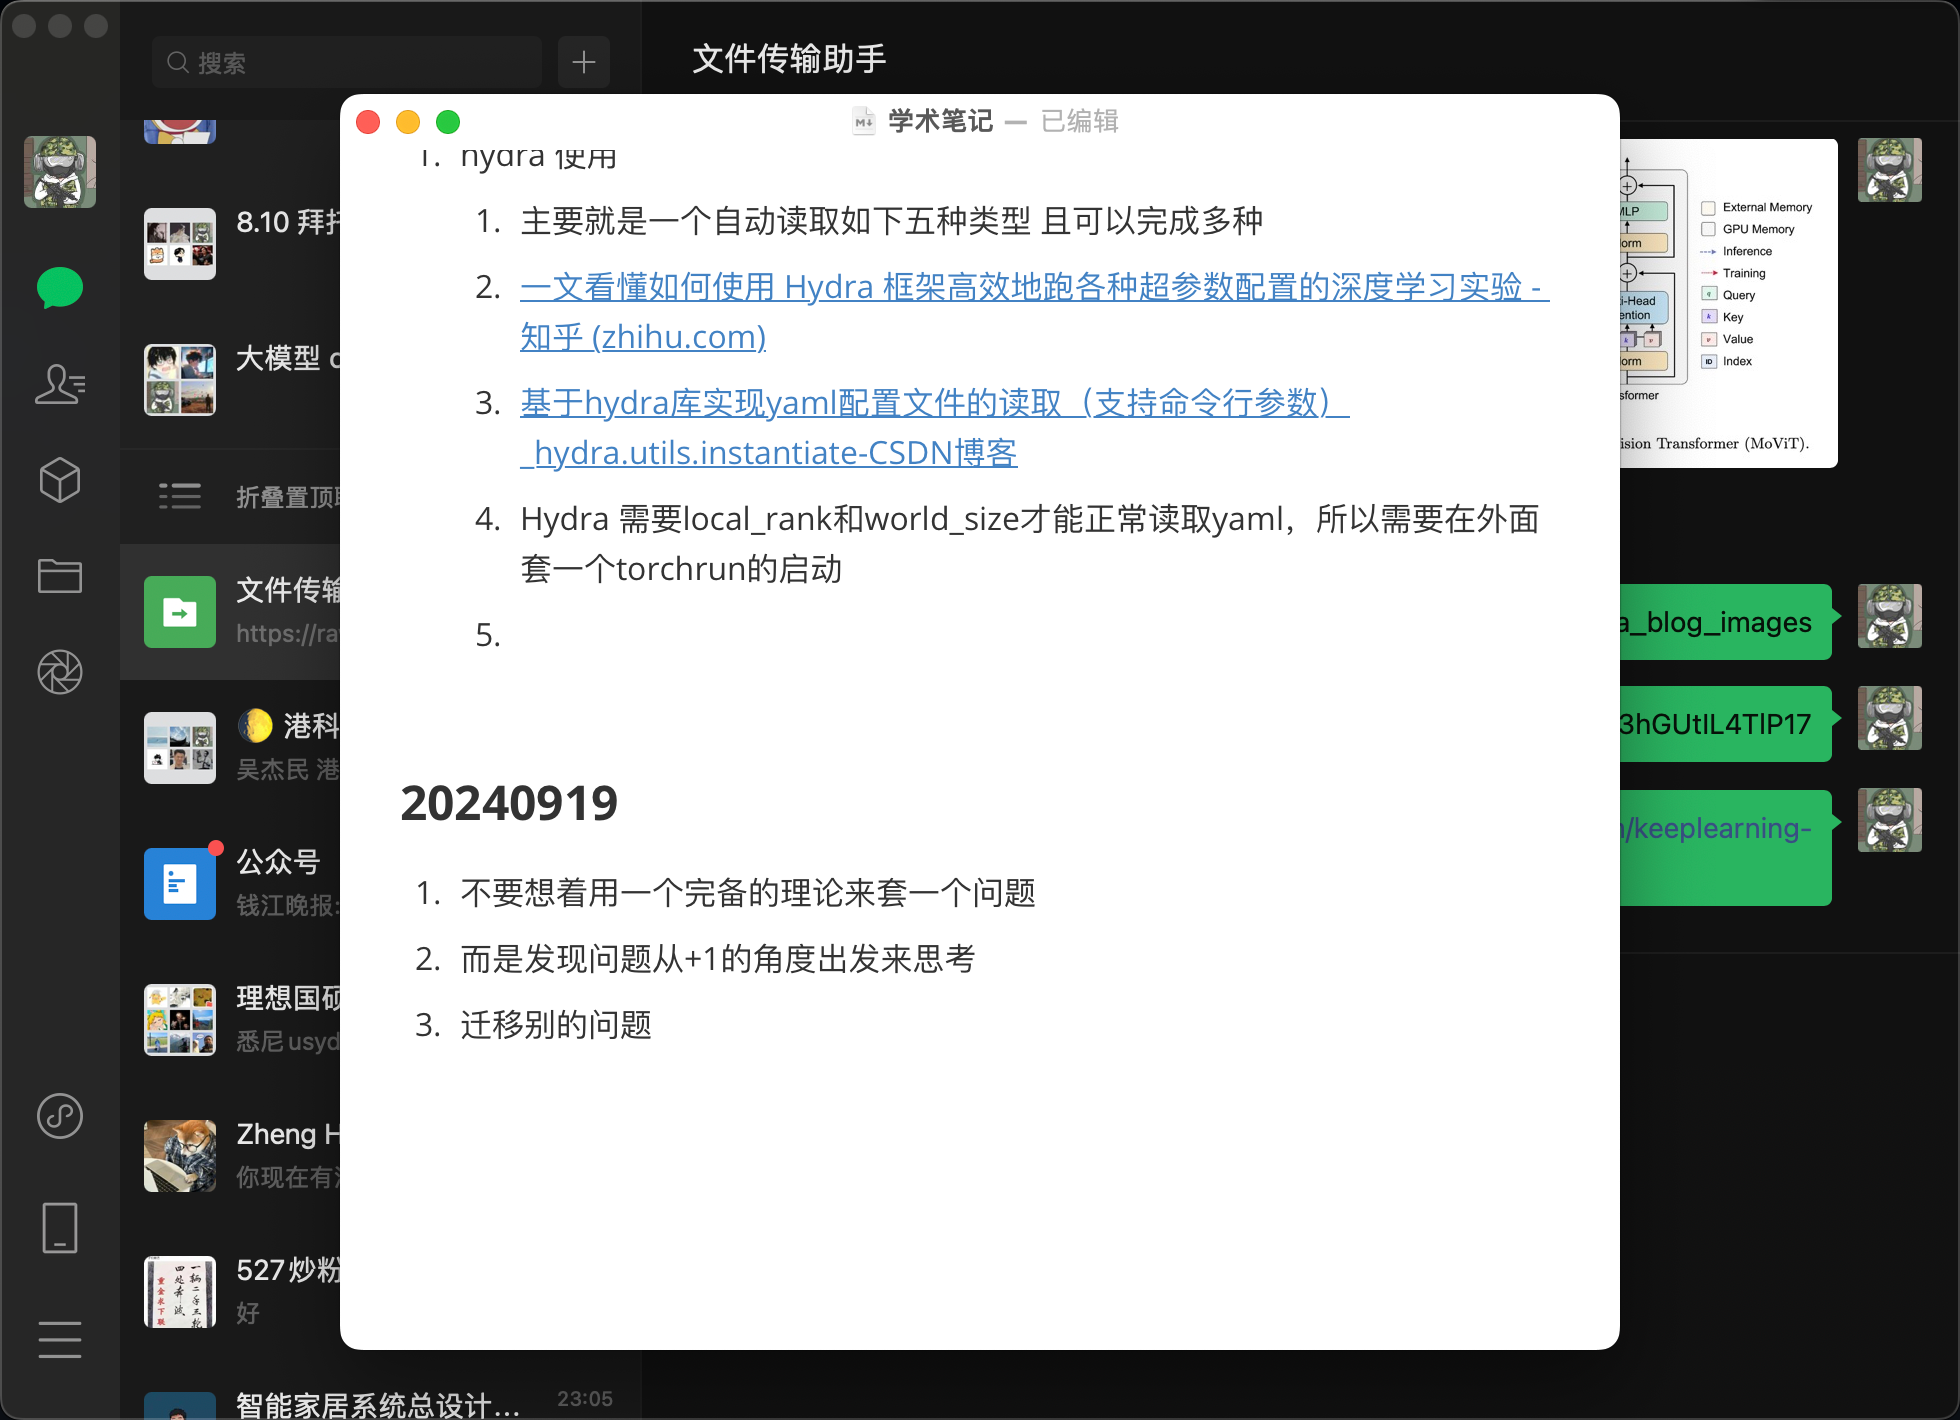 搜索
文件传输助手
8.10 拜
大模型
折叠置顶
文件传输
https://ra
港科
吴杰民 港
公众号
钱江晚报:
理想国硕
悉尼usyd
Zheng H
你现在有
527炒粉
好
智能家居系统总设计...
23:05
学术笔记 — 已编辑
1. hydra 使用
1. 主要就是一个自动读取如下五种类型 且可以完成多种
2. 一文看懂如何使用 Hydra 框架高效地跑各种超参数配置的深度学习实验 -
知乎 (zhihu.com)
3. 基于hydra库实现yaml配置文件的读取（支持命令行参数）
_hydra.utils.instantiate-CSDN博客
4. Hydra 需要local_rank和world_size才能正常读取yaml，所以需要在外面
套一个torchrun的启动
5.
20240919
1. 不要想着用一个完备的理论来套一个问题
2. 而是发现问题从+1的角度出发来思考
3. 迁移别的问题
MLP
orm
i-Head
ention
orm
sformer
External Memory
GPU Memory
Inference
Training
Query
Key
Value
Index
ision Transformer (MoViT).
a_blog_images
3hGUtIL4TlP17
/keeplearning-